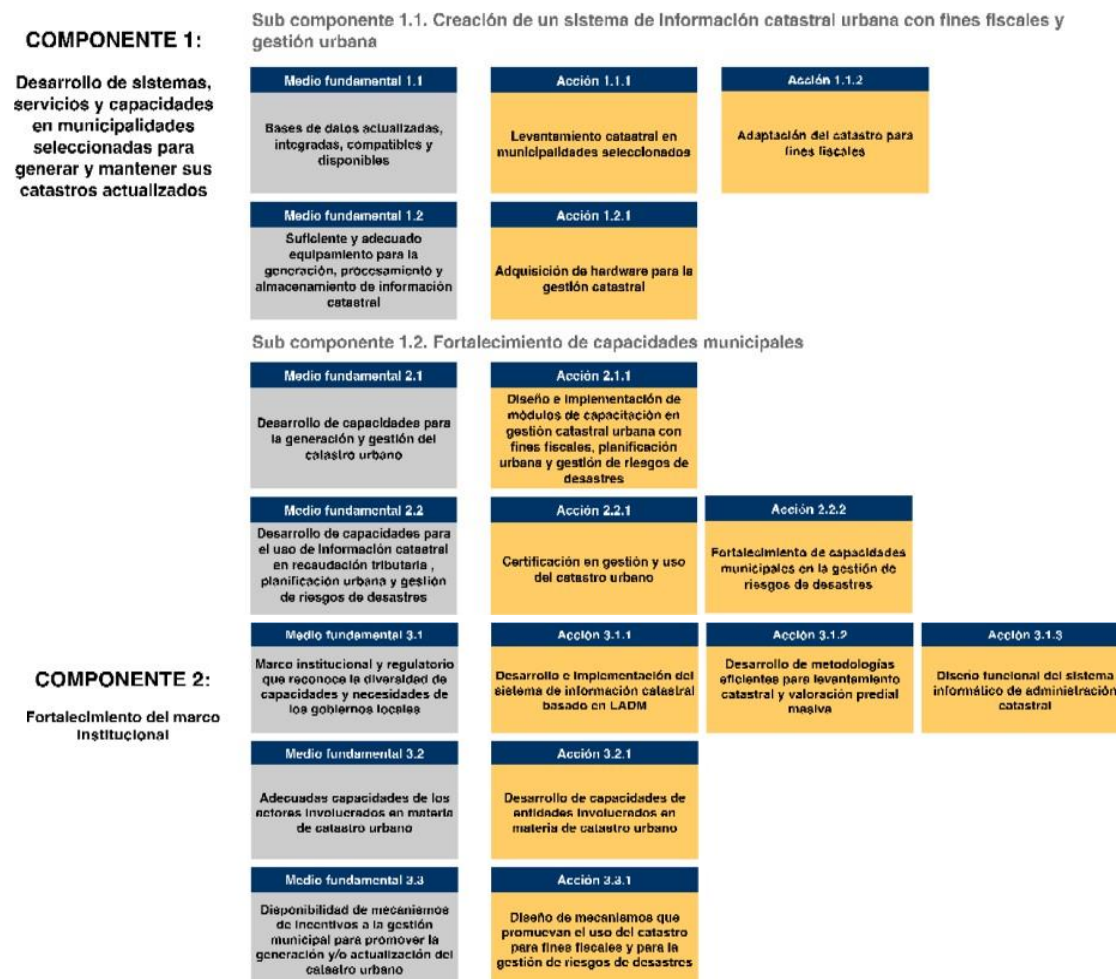 Sub componente 1.1. Creación de un sistema de información catastral urbana con fines fiscales y
gestión urbana
COMPONENTE 1:
Desarrollo de sistemas,
servicios y capacidades
en municipalidades
seleccionadas para
generar y mantener sus
catastros actualizados
Medio fundamental 1.1
Bases de datos actualizadas,
integradas, compatibles y
disponibles
Acción 1.1.1
Levantamiento catastral en
municipalidades seleccionados
Acción 1.1.2
Adaptación del catastro para
fines fiscales
Medio fundamental 1.2
Suficiente y adecuado
equipamiento para la
generación, procesamiento y
almacenamiento de información
catastral
Acción 1.2.1
Adquisición de hardware para la
gestión catastral
Sub componente 1.2. Fortalecimiento de capacidades municipales
Medio fundamental 2.1
Desarrollo de capacidades para
la generación y gestión del
catastro urbano
Acción 2.1.1
Diseño e implementación de
módulos de capacitación en
gestión catastral urbana con
fines fiscales, planificación
urbana y gestión de riesgos de
desastres
Medio fundamental 2.2
Desarrollo de capacidades para
el uso de información catastral
en recaudación tributaria ,
planificación urbana y gestión
de riesgos de desastres
Acción 2.2.1
Certificación en gestión y uso
del catastro urbano
Acción 2.2.2
Fortalecimiento de capacidades
municipales en la gestión de
riesgos de desastres
COMPONENTE 2:
Fortalecimiento del marco
institucional
Medio fundamental 3.1
Marco institucional y regulatorio
que reconoce la diversidad de
capacidades y necesidades de
los gobiernos locales
Acción 3.1.1
Desarrollo e implementación del
sistema de información catastral
basado en LADM
Acción 3.1.2
Desarrollo de metodologías
eficientes para levantamiento
catastral y valoración predial
masiva
Acción 3.1.3
Diseño funcional del sistema
informático de administración
catastral
Medio fundamental 3.2
Adecuadas capacidades de los
actores involucrados en materia
de catastro urbano
Acción 3.2.1
Desarrollo de capacidades de
entidades involucrados en
materia de catastro urbano
Medio fundamental 3.3
Disponibilidad de mecanismos
de incentivos a la gestión
municipal para promover la
generación y/o actualización del
catastro urbano
Acción 3.3.1
Diseño de mecanismos que
promuevan el uso del catastro
para fines fiscales y para la
gestión de riesgos de desastres